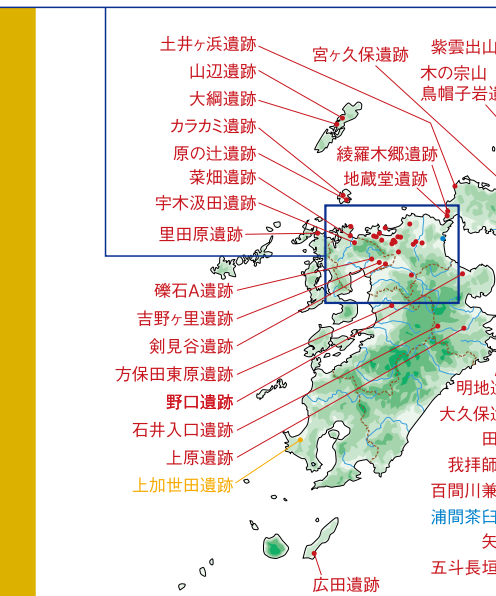 土井ヶ浜遺跡
山辺遺跡
大綱遺跡
カラカミ遺跡
原の辻遺跡
菜畑遺跡
宇木汲田遺跡
里田原遺跡
宮ヶ久保遺跡
紫雲出山
木の宗山
烏帽子岩遺
綾羅木郷遺跡
地蔵堂遺跡
礫石A遺跡
吉野ヶ里遺跡
剣見谷遺跡
方保田東原遺跡
野口遺跡
石井入口遺跡
上原遺跡
上加世田遺跡
広田遺跡
明地遺
大久保遺
田
我拝師
百間川兼
浦間茶臼
矢
五斗長垣